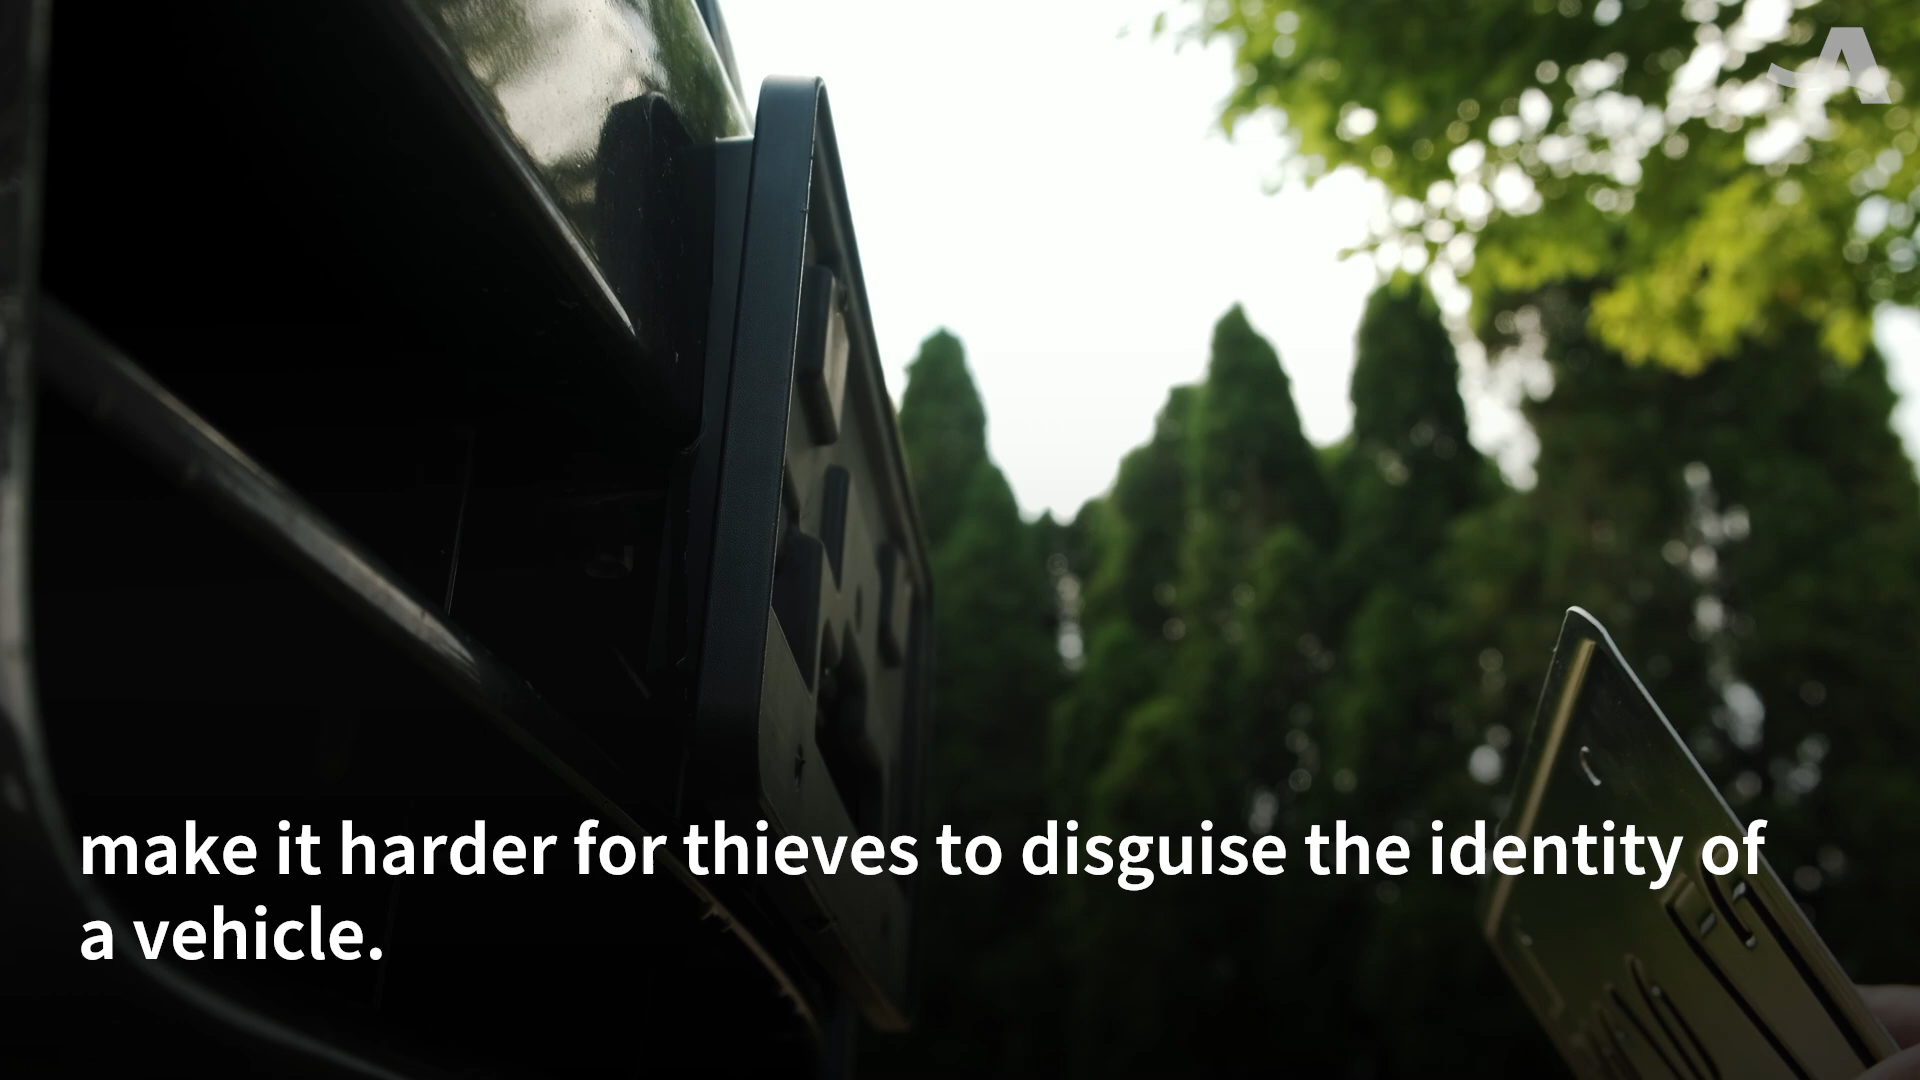 make it harder for thieves to disguise the identity of
a vehicle.